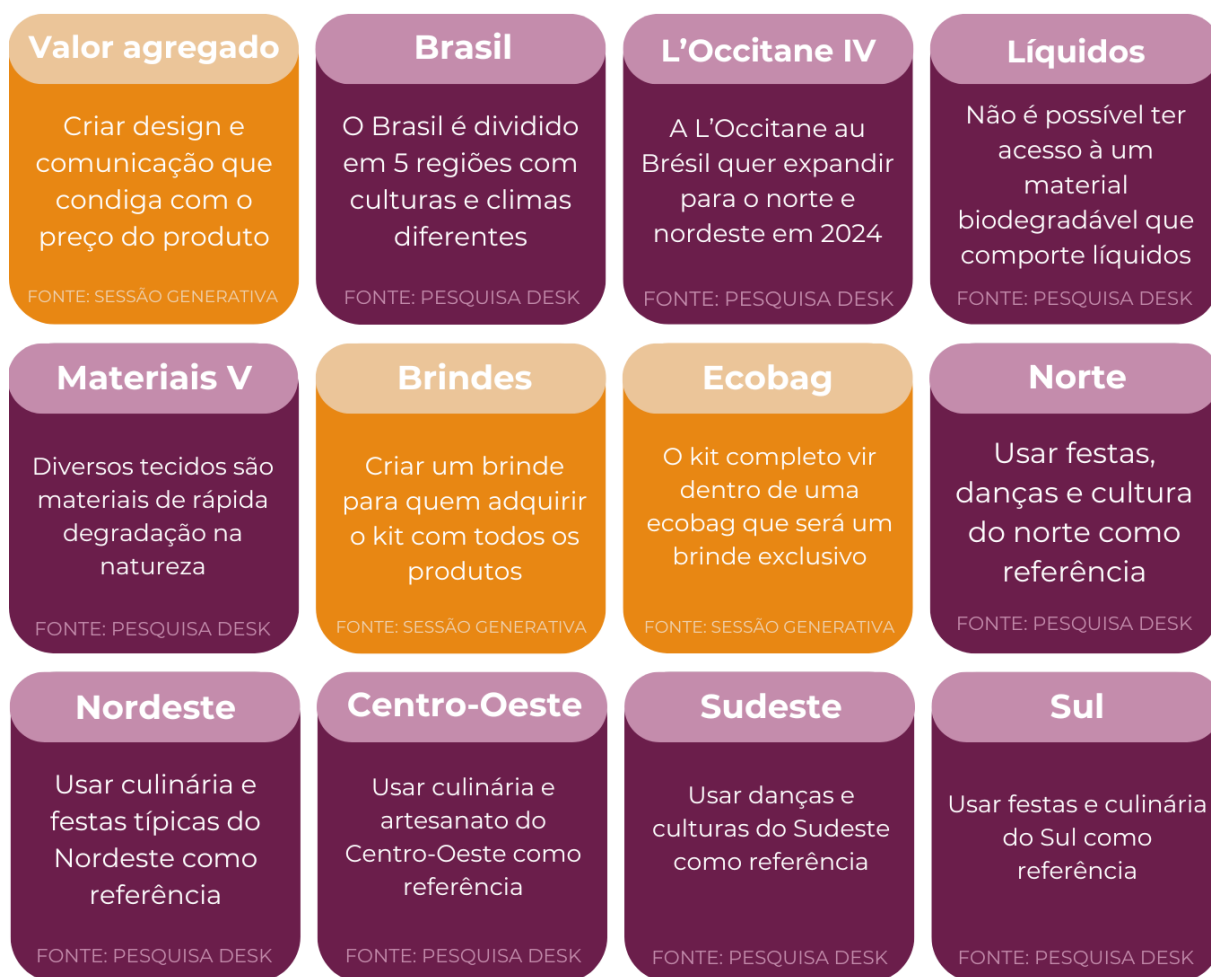 Valor agregado
Criar design e
comunicação que
condiga com o
preço do produto
FONTE: SESSÃO GENERATIVA
Brasil
O Brasil é dividido
em 5 regiões com
culturas e climas
diferentes
FONTE: PESQUISA DESK
L’Occitane IV
A L’Occitane au
Brésil quer expandir
para o norte e
nordeste em 2024
FONTE: PESQUISA DESK
Líquidos
Não é possível ter
acesso à um
material
biodegradável que
comporte líquidos
FONTE: PESQUISA DESK
Materiais V
Diversos tecidos são
materiais de rápida
degradação na
natureza
FONTE: PESQUISA DESK
Brindes
Criar um brinde
para quem adquirir
o kit com todos os
produtos
FONTE: SESSÃO GENERATIVA
Ecobag
O kit completo vir
dentro de uma
ecobag que será um
brinde exclusivo
FONTE: SESSÃO GENERATIVA
Norte
Usar festas,
danças e cultura
do norte como
referência
FONTE: PESQUISA DESK
Nordeste
Usar culinária e
festas típicas do
Nordeste como
referência
FONTE: PESQUISA DESK
Centro-Oeste
Usar culinária e
artesanato do
Centro-Oeste como
referência
FONTE: PESQUISA DESK
Sudeste
Usar danças e
culturas do Sudeste
como referência
FONTE: PESQUISA DESK
Sul
Usar festas e culinária
do Sul como
referência
FONTE: PESQUISA DESK